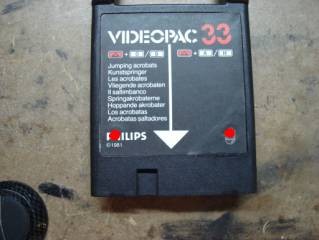 VIDEOPAC 33
Jumping acrobats
Kunstspringer
Les acrobates
Vliegende acrobaten
Il saltimbanco
Springakrobaterne
Hoppande akrobater
Los acrobatas
Acrobatas saltadores
PHILIPS
© 1981